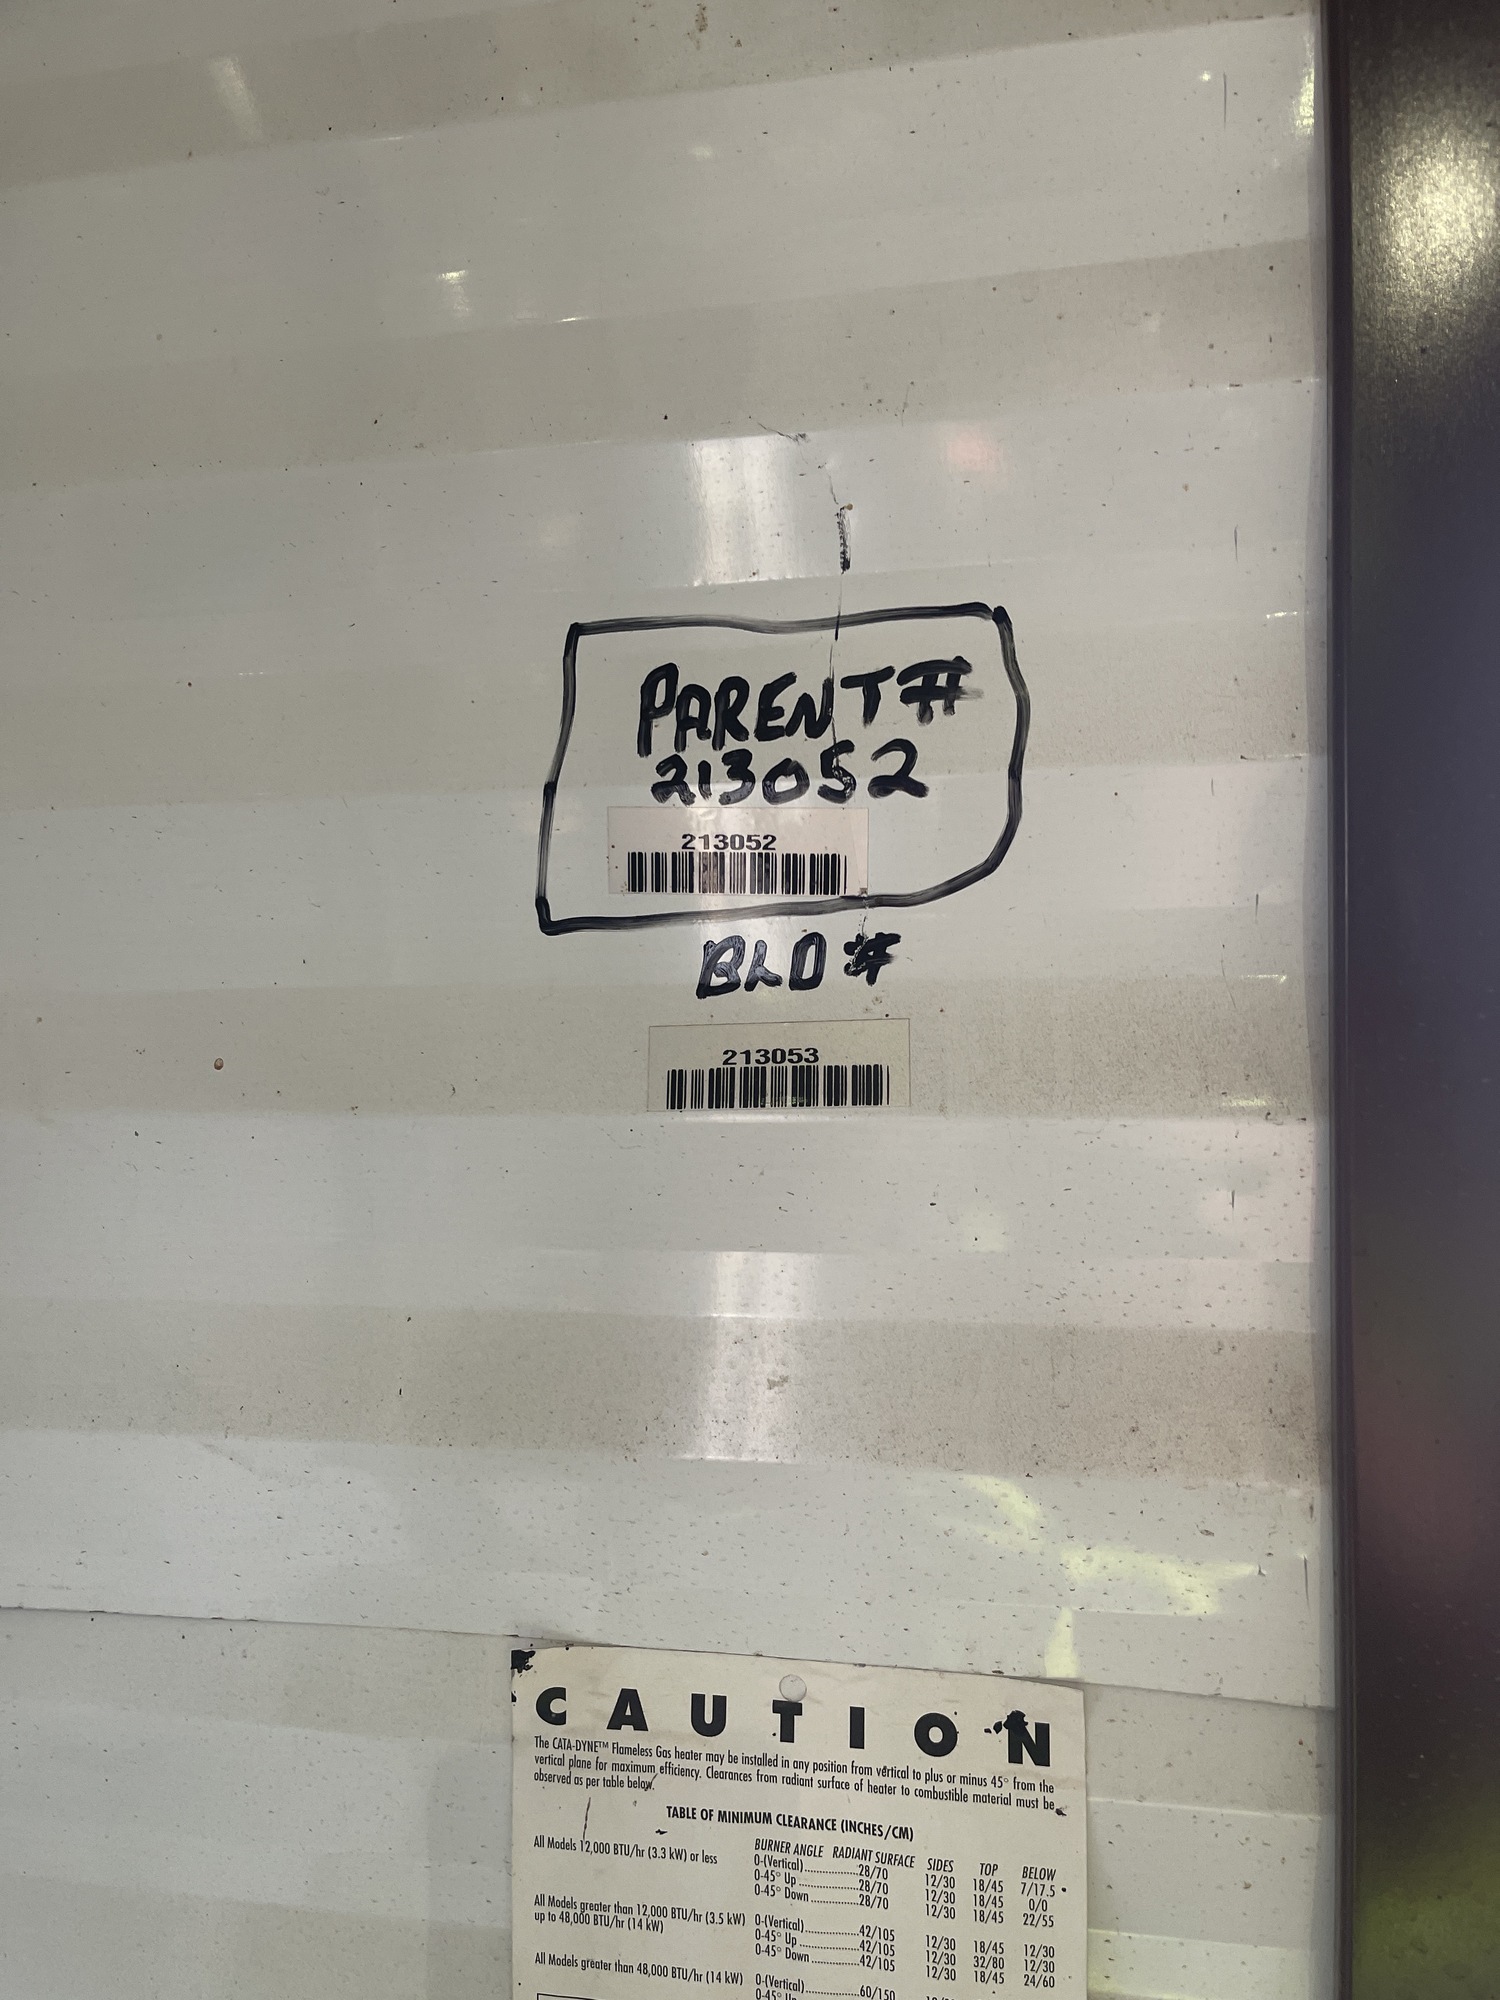 PARENT #
213052
213052
BLD #
213053
CAUTION
The CATA-DYNE™ Flameless Gas heater may be installed in any position from vertical to plus or minus 45° from the
vertical plane for maximum efficiency. Clearances from radiant surface of heater to combustible material must be
observed as per table below.
TABLE OF MINIMUM CLEARANCE (INCHES/CM)
BURNER ANGLE RADIANT SURFACE SIDES TOP BELOW
All Models 12,000 BTU/hr (3.3 kW) or less 0-(Vertical)..................28/70 12/30 18/45 7/17.5
0-45° Up....................28/70 12/30 18/45 0/0
0-45° Down................28/70 12/30 18/45 22/55
All Models greater than 12,000 BTU/hr (3.5 kW) 0-(Vertical)..................42/105 12/30 18/45 12/30
up to 48,000 BTU/hr (14 kW) 0-45° Up....................42/105 12/30 32/80 12/30
0-45° Down................42/105 12/30 18/45 24/60
All Models greater than 48,000 BTU/hr (14 kW) 0-(Vertical)..................60/150
0-45° Up